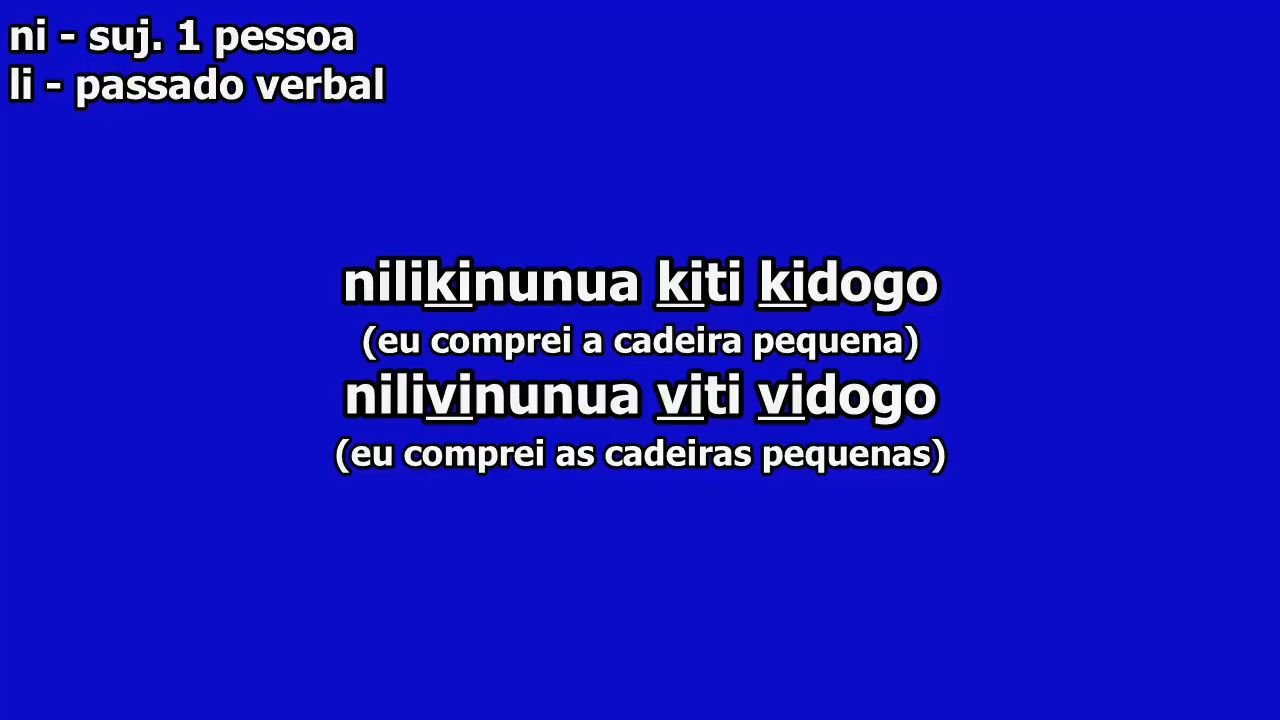 ni - suj. 1 pessoa
li - passado verbal
nilikinunua kiti kidogo
(eu comprei a cadeira pequena)
nilivinunua viti vidogo
(eu comprei as cadeiras pequenas)